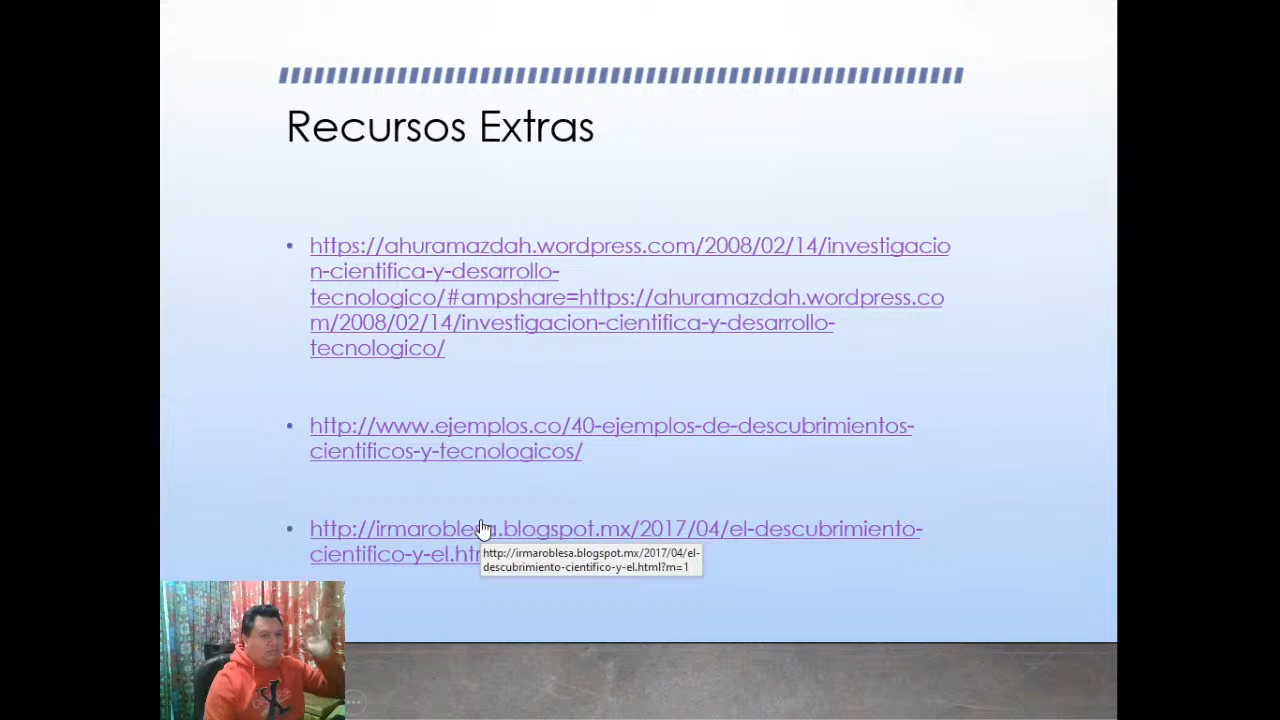 Recursos Extras
• https://ahuramazdah.wordpress.com/2008/02/14/investigacio
n-cientifica-y-desarrollo-
tecnologico/#ampshare=https://ahuramazdah.wordpress.co
m/2008/02/14/investigacion-cientifica-y-desarrollo-
tecnologico/
• http://www.ejemplos.co/40-ejemplos-de-descubrimientos-
cientificos-y-tecnologicos/
• http://irmaroblesa.blogspot.mx/2017/04/el-descubrimiento-
cientifico-y-el.htm
http://irmaroblesa.blogspot.mx/2017/04/el-
descubrimiento-cientifico-y-el.html?m=1